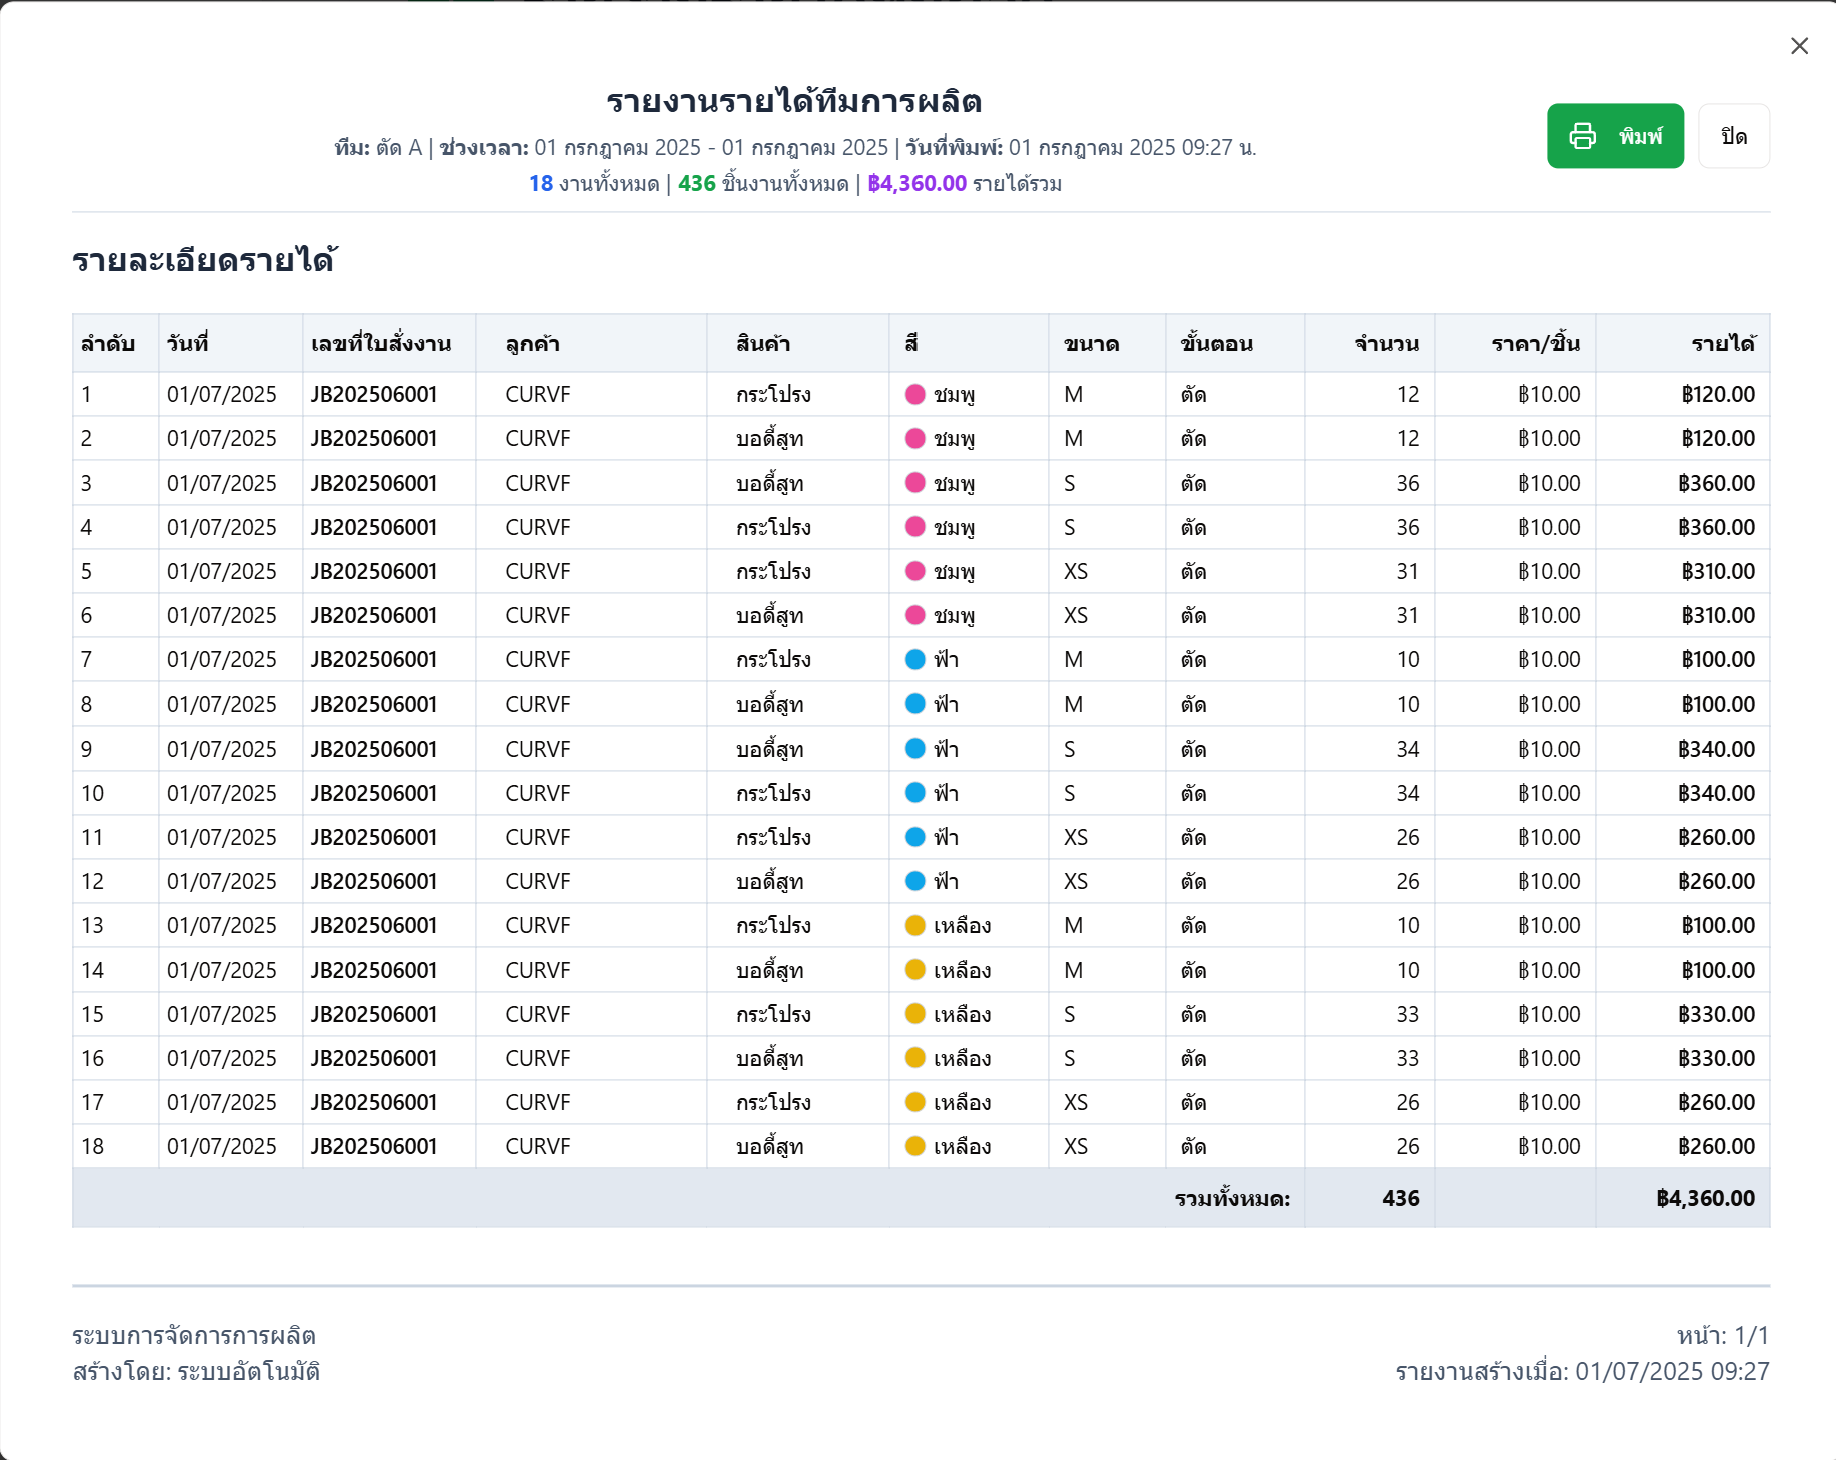 รายงานรายได้ทีมการผลิต
ทีม: ตัด A | ช่วงเวลา: 01 กรกฎาคม 2025 - 01 กรกฎาคม 2025 | วันที่พิมพ์: 01 กรกฎาคม 2025 09:27 น.
18 งานทั้งหมด | 436 ชิ้นงานทั้งหมด | ฿4,360.00 รายได้รวม
พิมพ์ ปิด
รายละเอียดรายได้
ลำดับ วันที่ เลขที่ใบสั่งงาน ลูกค้า สินค้า สี ขนาด ขั้นตอน จำนวน ราคา/ชิ้น รายได้
1 01/07/2025 JB202506001 CURVF กระโปรง ชมพู M ตัด 12 ฿10.00 ฿120.00
2 01/07/2025 JB202506001 CURVF บอดี้สูท ชมพู M ตัด 12 ฿10.00 ฿120.00
3 01/07/2025 JB202506001 CURVF บอดี้สูท ชมพู S ตัด 36 ฿10.00 ฿360.00
4 01/07/2025 JB202506001 CURVF กระโปรง ชมพู S ตัด 36 ฿10.00 ฿360.00
5 01/07/2025 JB202506001 CURVF กระโปรง ชมพู XS ตัด 31 ฿10.00 ฿310.00
6 01/07/2025 JB202506001 CURVF บอดี้สูท ชมพู XS ตัด 31 ฿10.00 ฿310.00
7 01/07/2025 JB202506001 CURVF กระโปรง ฟ้า M ตัด 10 ฿10.00 ฿100.00
8 01/07/2025 JB202506001 CURVF บอดี้สูท ฟ้า M ตัด 10 ฿10.00 ฿100.00
9 01/07/2025 JB202506001 CURVF บอดี้สูท ฟ้า S ตัด 34 ฿10.00 ฿340.00
10 01/07/2025 JB202506001 CURVF กระโปรง ฟ้า S ตัด 34 ฿10.00 ฿340.00
11 01/07/2025 JB202506001 CURVF กระโปรง ฟ้า XS ตัด 26 ฿10.00 ฿260.00
12 01/07/2025 JB202506001 CURVF บอดี้สูท ฟ้า XS ตัด 26 ฿10.00 ฿260.00
13 01/07/2025 JB202506001 CURVF กระโปรง เหลือง M ตัด 10 ฿10.00 ฿100.00
14 01/07/2025 JB202506001 CURVF บอดี้สูท เหลือง M ตัด 10 ฿10.00 ฿100.00
15 01/07/2025 JB202506001 CURVF กระโปรง เหลือง S ตัด 33 ฿10.00 ฿330.00
16 01/07/2025 JB202506001 CURVF บอดี้สูท เหลือง S ตัด 33 ฿10.00 ฿330.00
17 01/07/2025 JB202506001 CURVF กระโปรง เหลือง XS ตัด 26 ฿10.00 ฿260.00
18 01/07/2025 JB202506001 CURVF บอดี้สูท เหลือง XS ตัด 26 ฿10.00 ฿260.00
รวมทั้งหมด: 436 ฿4,360.00
ระบบการจัดการการผลิต
สร้างโดย: ระบบอัตโนมัติ
หน้า: 1/1
รายงานสร้างเมื่อ: 01/07/2025 09:27